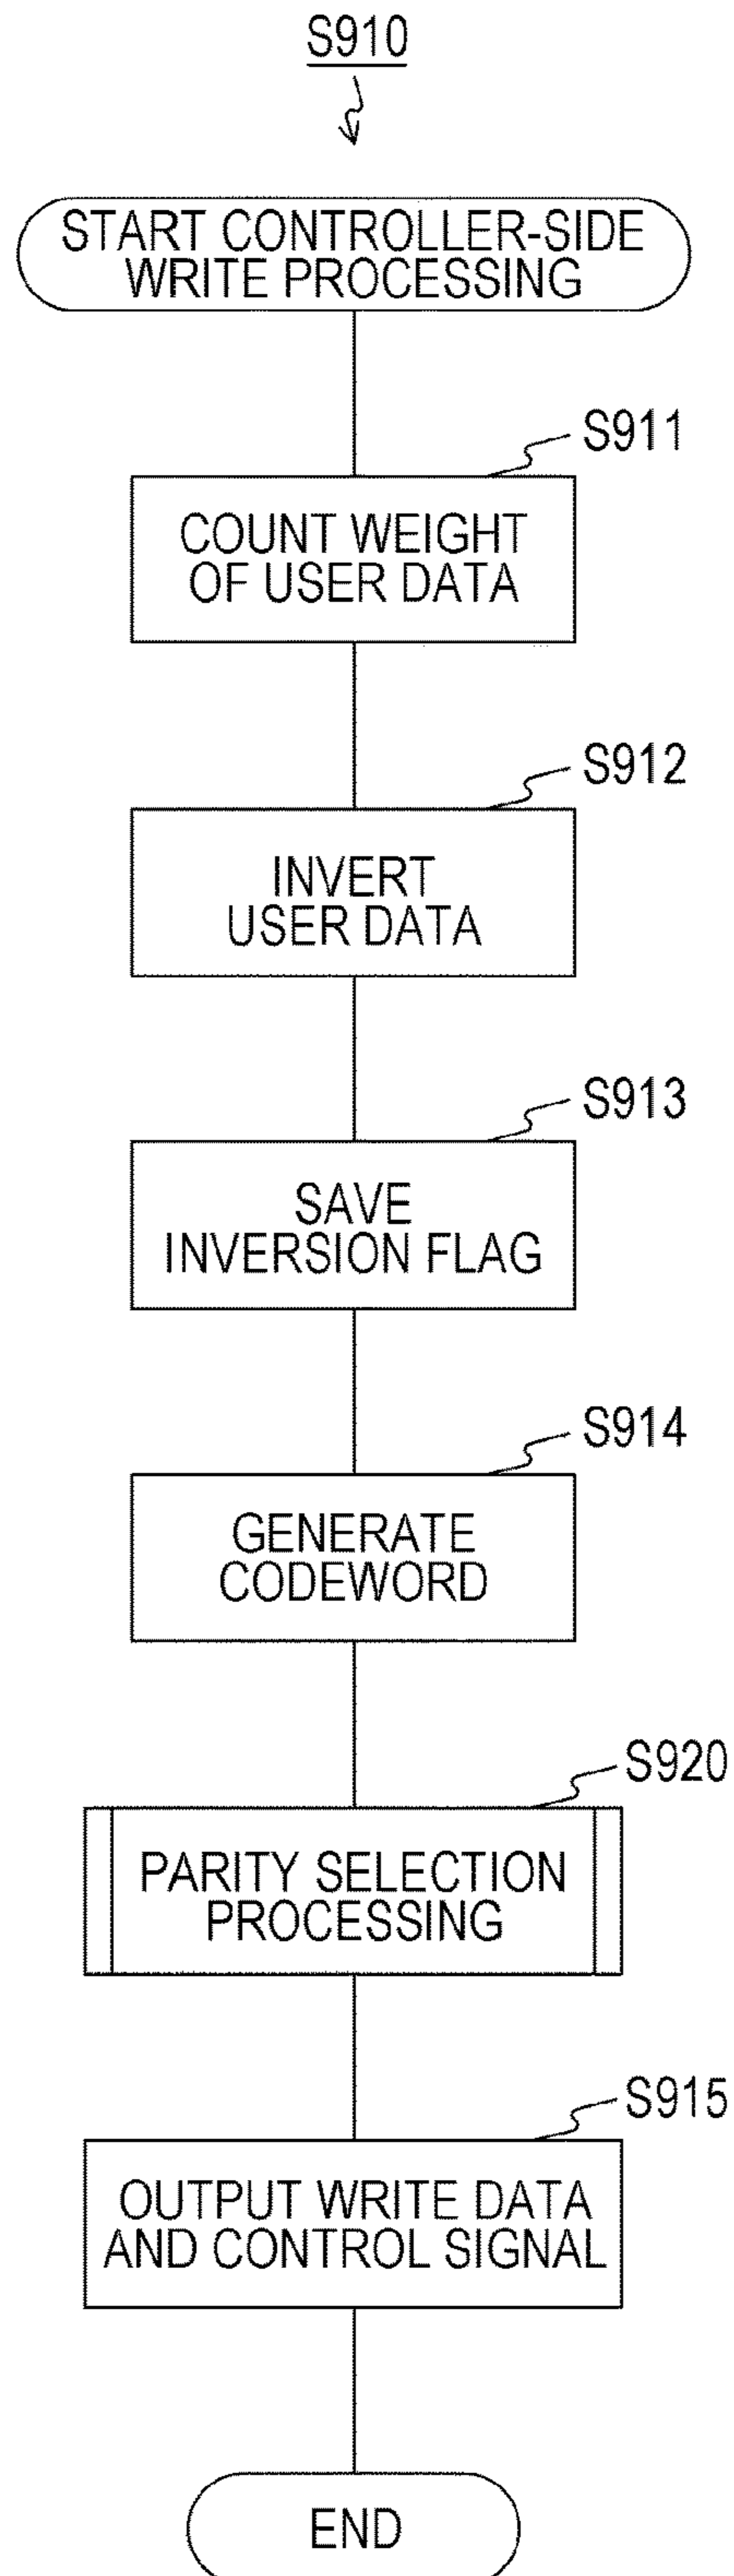 S910
START CONTROLLER-SIDE
WRITE PROCESSING
S911
COUNT WEIGHT
OF USER DATA
S912
INVERT
USER DATA
S913
SAVE
INVERSION FLAG
S914
GENERATE
CODEWORD
S920
PARITY SELECTION
PROCESSING
S915
OUTPUT WRITE DATA
AND CONTROL SIGNAL
END